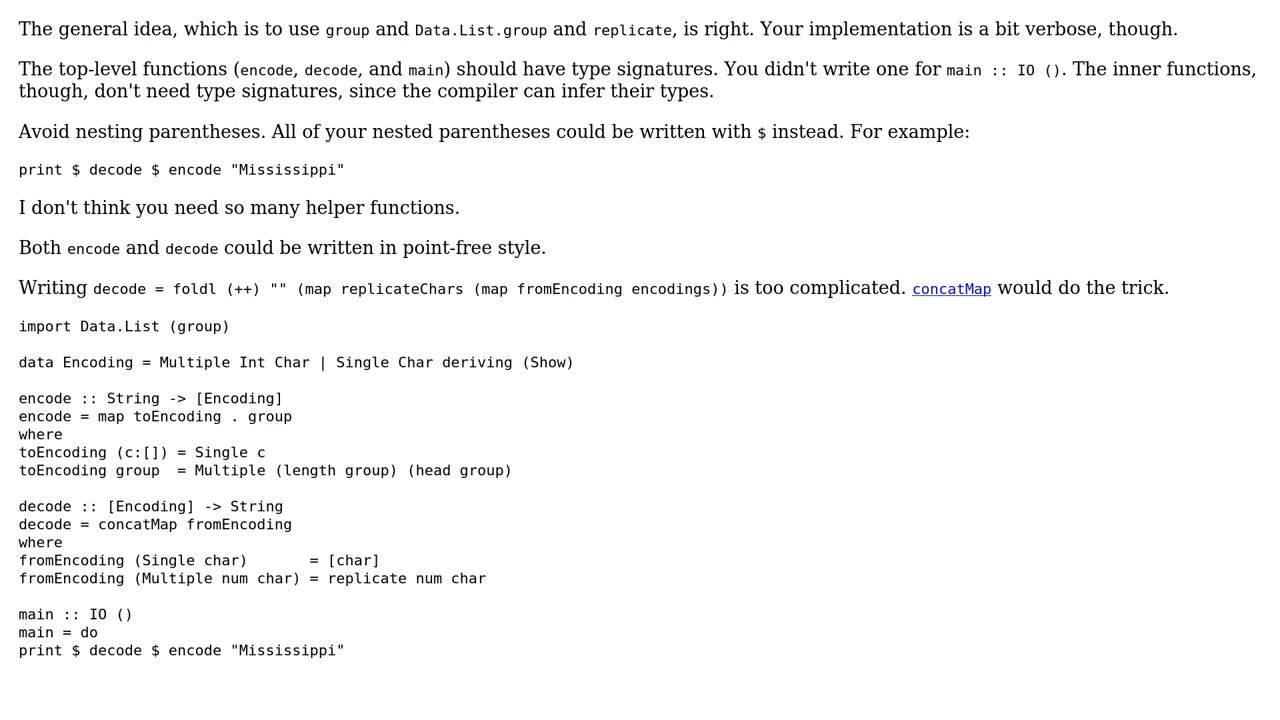 The general idea, which is to use group and Data.List.group and replicate, is right. Your implementation is a bit verbose, though.
The top-level functions (encode, decode, and main) should have type signatures. You didn't write one for main :: IO (). The inner functions,
though, don't need type signatures, since the compiler can infer their types.
Avoid nesting parentheses. All of your nested parentheses could be written with $ instead. For example:
print $ decode $ encode "Mississippi"
I don't think you need so many helper functions.
Both encode and decode could be written in point-free style.
Writing decode = foldl (++) "" (map replicateChars (map fromEncoding encodings)) is too complicated. concatMap would do the trick.
import Data.List (group)
data Encoding = Multiple Int Char | Single Char deriving (Show)
encode :: String -> [Encoding]
encode = map toEncoding . group
where
toEncoding (c:[]) = Single c
toEncoding group  = Multiple (length group) (head group)
decode :: [Encoding] -> String
decode = concatMap fromEncoding
where
fromEncoding (Single char)       = [char]
fromEncoding (Multiple num char) = replicate num char
main :: IO ()
main = do
print $ decode $ encode "Mississippi"